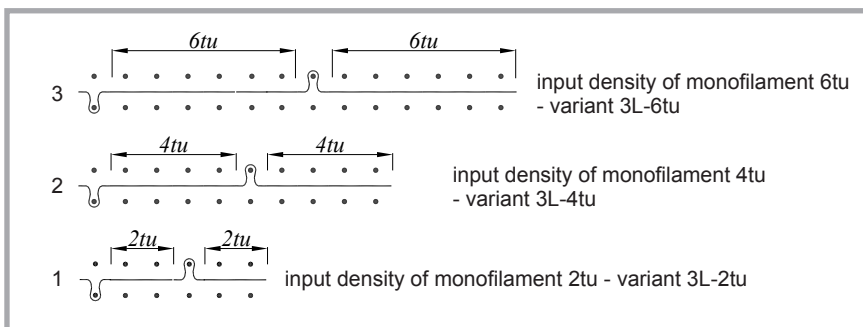 6tu 6tu
3 input density of monofilament 6tu
- variant 3L-6tu
4tu 4tu
2 input density of monofilament 4tu
- variant 3L-4tu
2tu 2tu
1 input density of monofilament 2tu - variant 3L-2tu